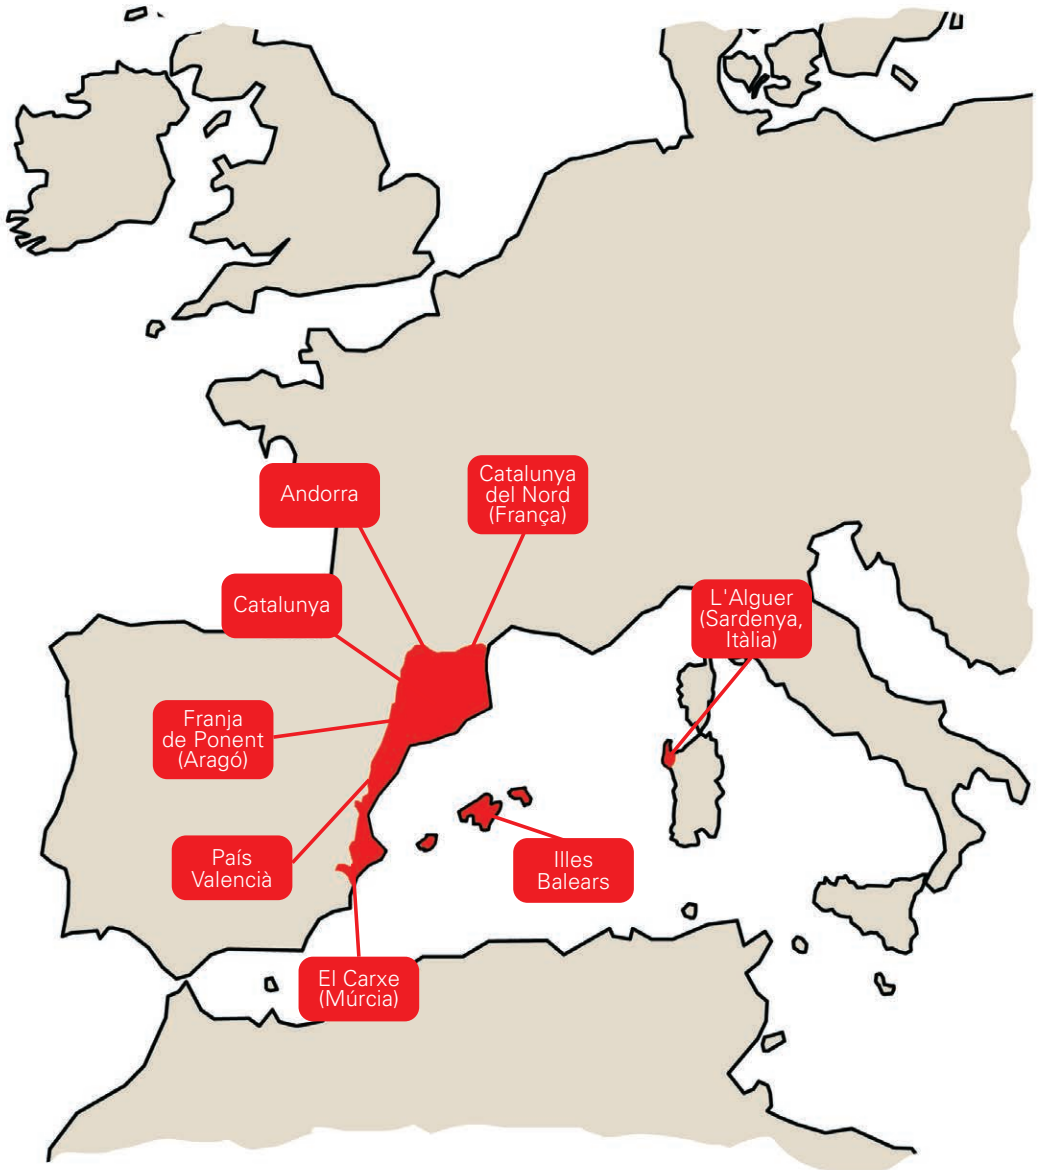 Andorra
Catalunya
del Nord
(França)
Catalunya
L'Alguer
(Sardenya,
Itàlia)
Franja
de Ponent
(Aragó)
País
Valencià
Illes
Balears
El Carxe
(Múrcia)